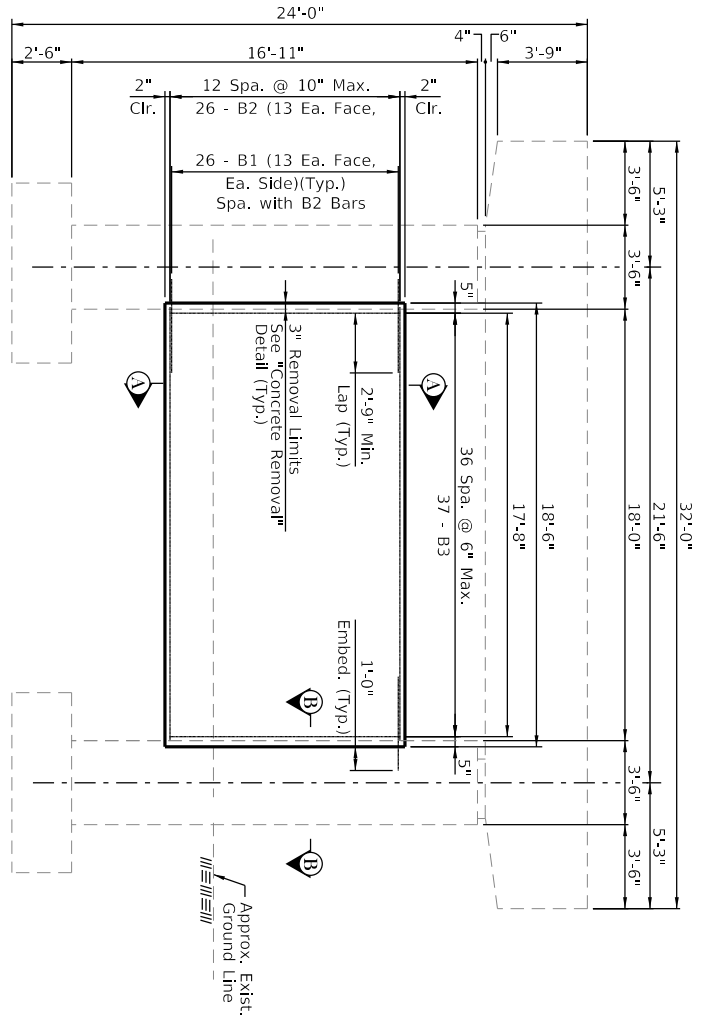 24'-0"
2'-6"
16'-11"
4"
6"
3'-9"
2"
Clr.
12 Spa. @ 10" Max.
26 - B2 (13 Ea. Face,
2"
Clr.
26 - B1 (13 Ea. Face,
Ea. Side)(Typ.)
Spa. with B2 Bars
3'-6"
5'-3"
3'-6"
5"
3" Removal Limits
See "Concrete Removal"
Detail (Typ.)
2'-9" Min.
Lap (Typ.)
A
A
36 Spa. @ 6" Max.
37 - B3
17'-8"
18'-6"
18'-0"
21'-6"
32'-0"
1'-0"
Embed. (Typ.)
B
B
5"
3'-6"
5'-3"
3'-6"
Approx. Exist.
Ground Line